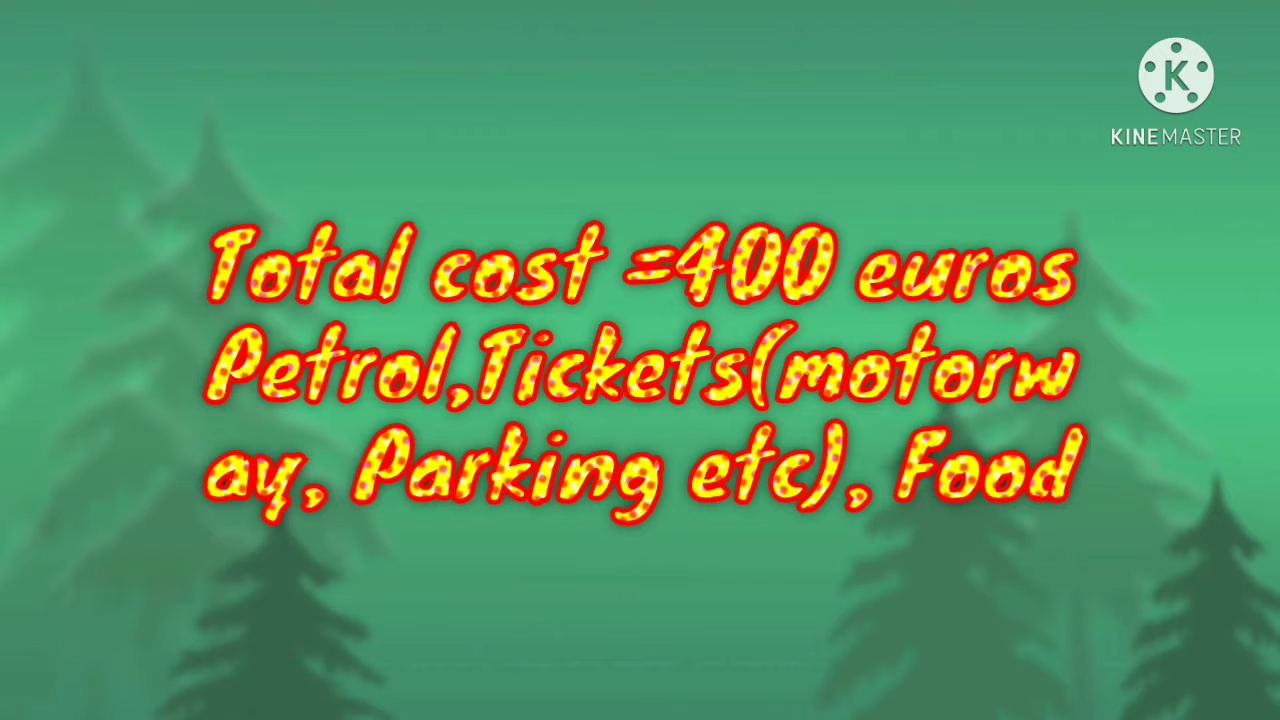 KINEMASTER
Total cost =400 euros
Petrol,Tickets(motorw
ay, Parking etc), Food